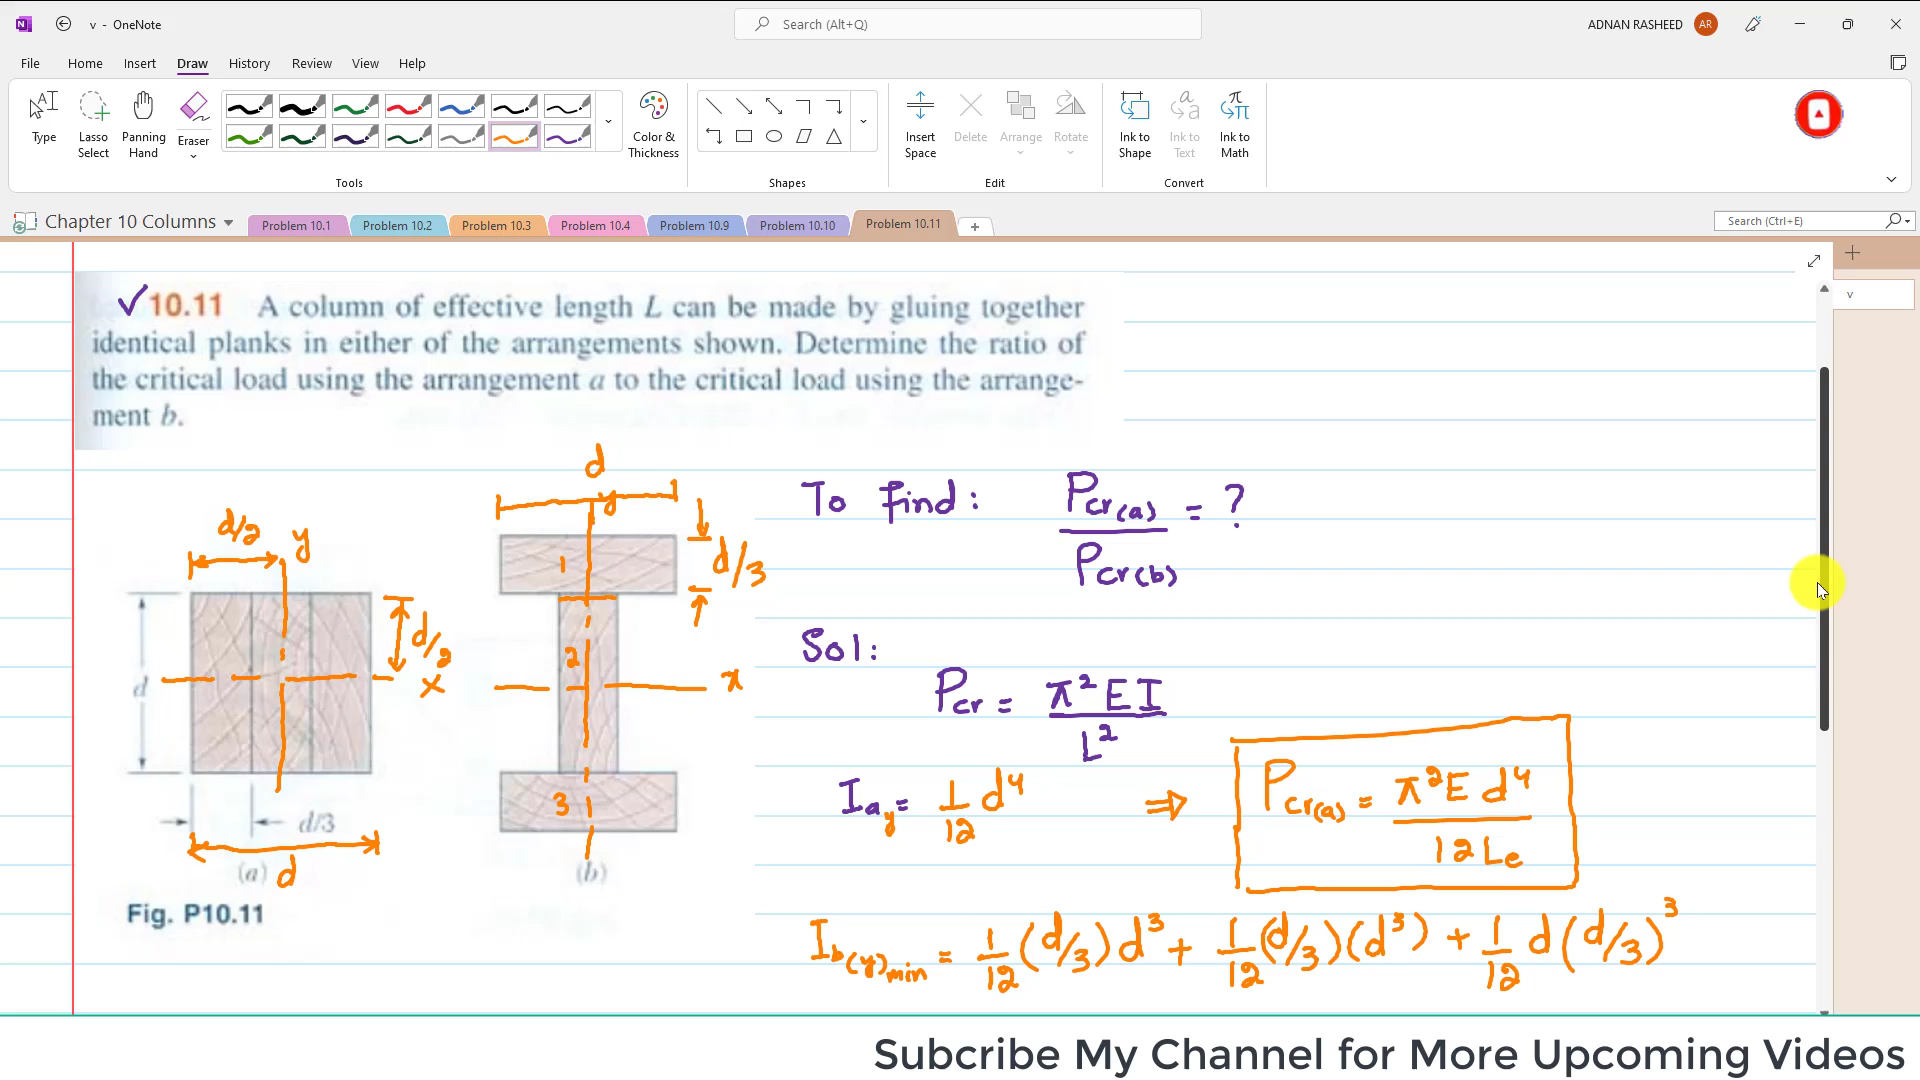 v - OneNote
Search (Alt+Q)
ADNAN RASHEED AR
File Home Insert Draw History Review View Help
Type
Lasso Select
Panning Hand
Eraser
Color & Thickness
Insert Space
Delete
Arrange
Rotate
Ink to Shape
Ink to Text
Ink to Math
Tools Shapes Edit Convert
Chapter 10 Columns Problem 10.1 Problem 10.2 Problem 10.3 Problem 10.4 Problem 10.9 Problem 10.10 Problem 10.11 + Search (Ctrl+E)
v
✓10.11 A column of effective length L can be made by gluing together
identical planks in either of the arrangements shown. Determine the ratio of
the critical load using the arrangement a to the critical load using the arrange-
ment b.
d/2 y
d/2
x
d
d/3
d
(a)
d
y
d/3
1
2
x
3
(b)
Fig. P10.11
To Find: Pcr(a) / Pcr(b) = ?
Sol:
Pcr = π²EI / L²
Iay = 1/12 d⁴ ⇒ Pcr(a) = π²E d⁴ / 12Le
Ib(y)min = 1/12 (d/3) d³ + 1/12 (d/3)(d³) + 1/12 d (d/3)³
Subcribe My Channel for More Upcoming Videos